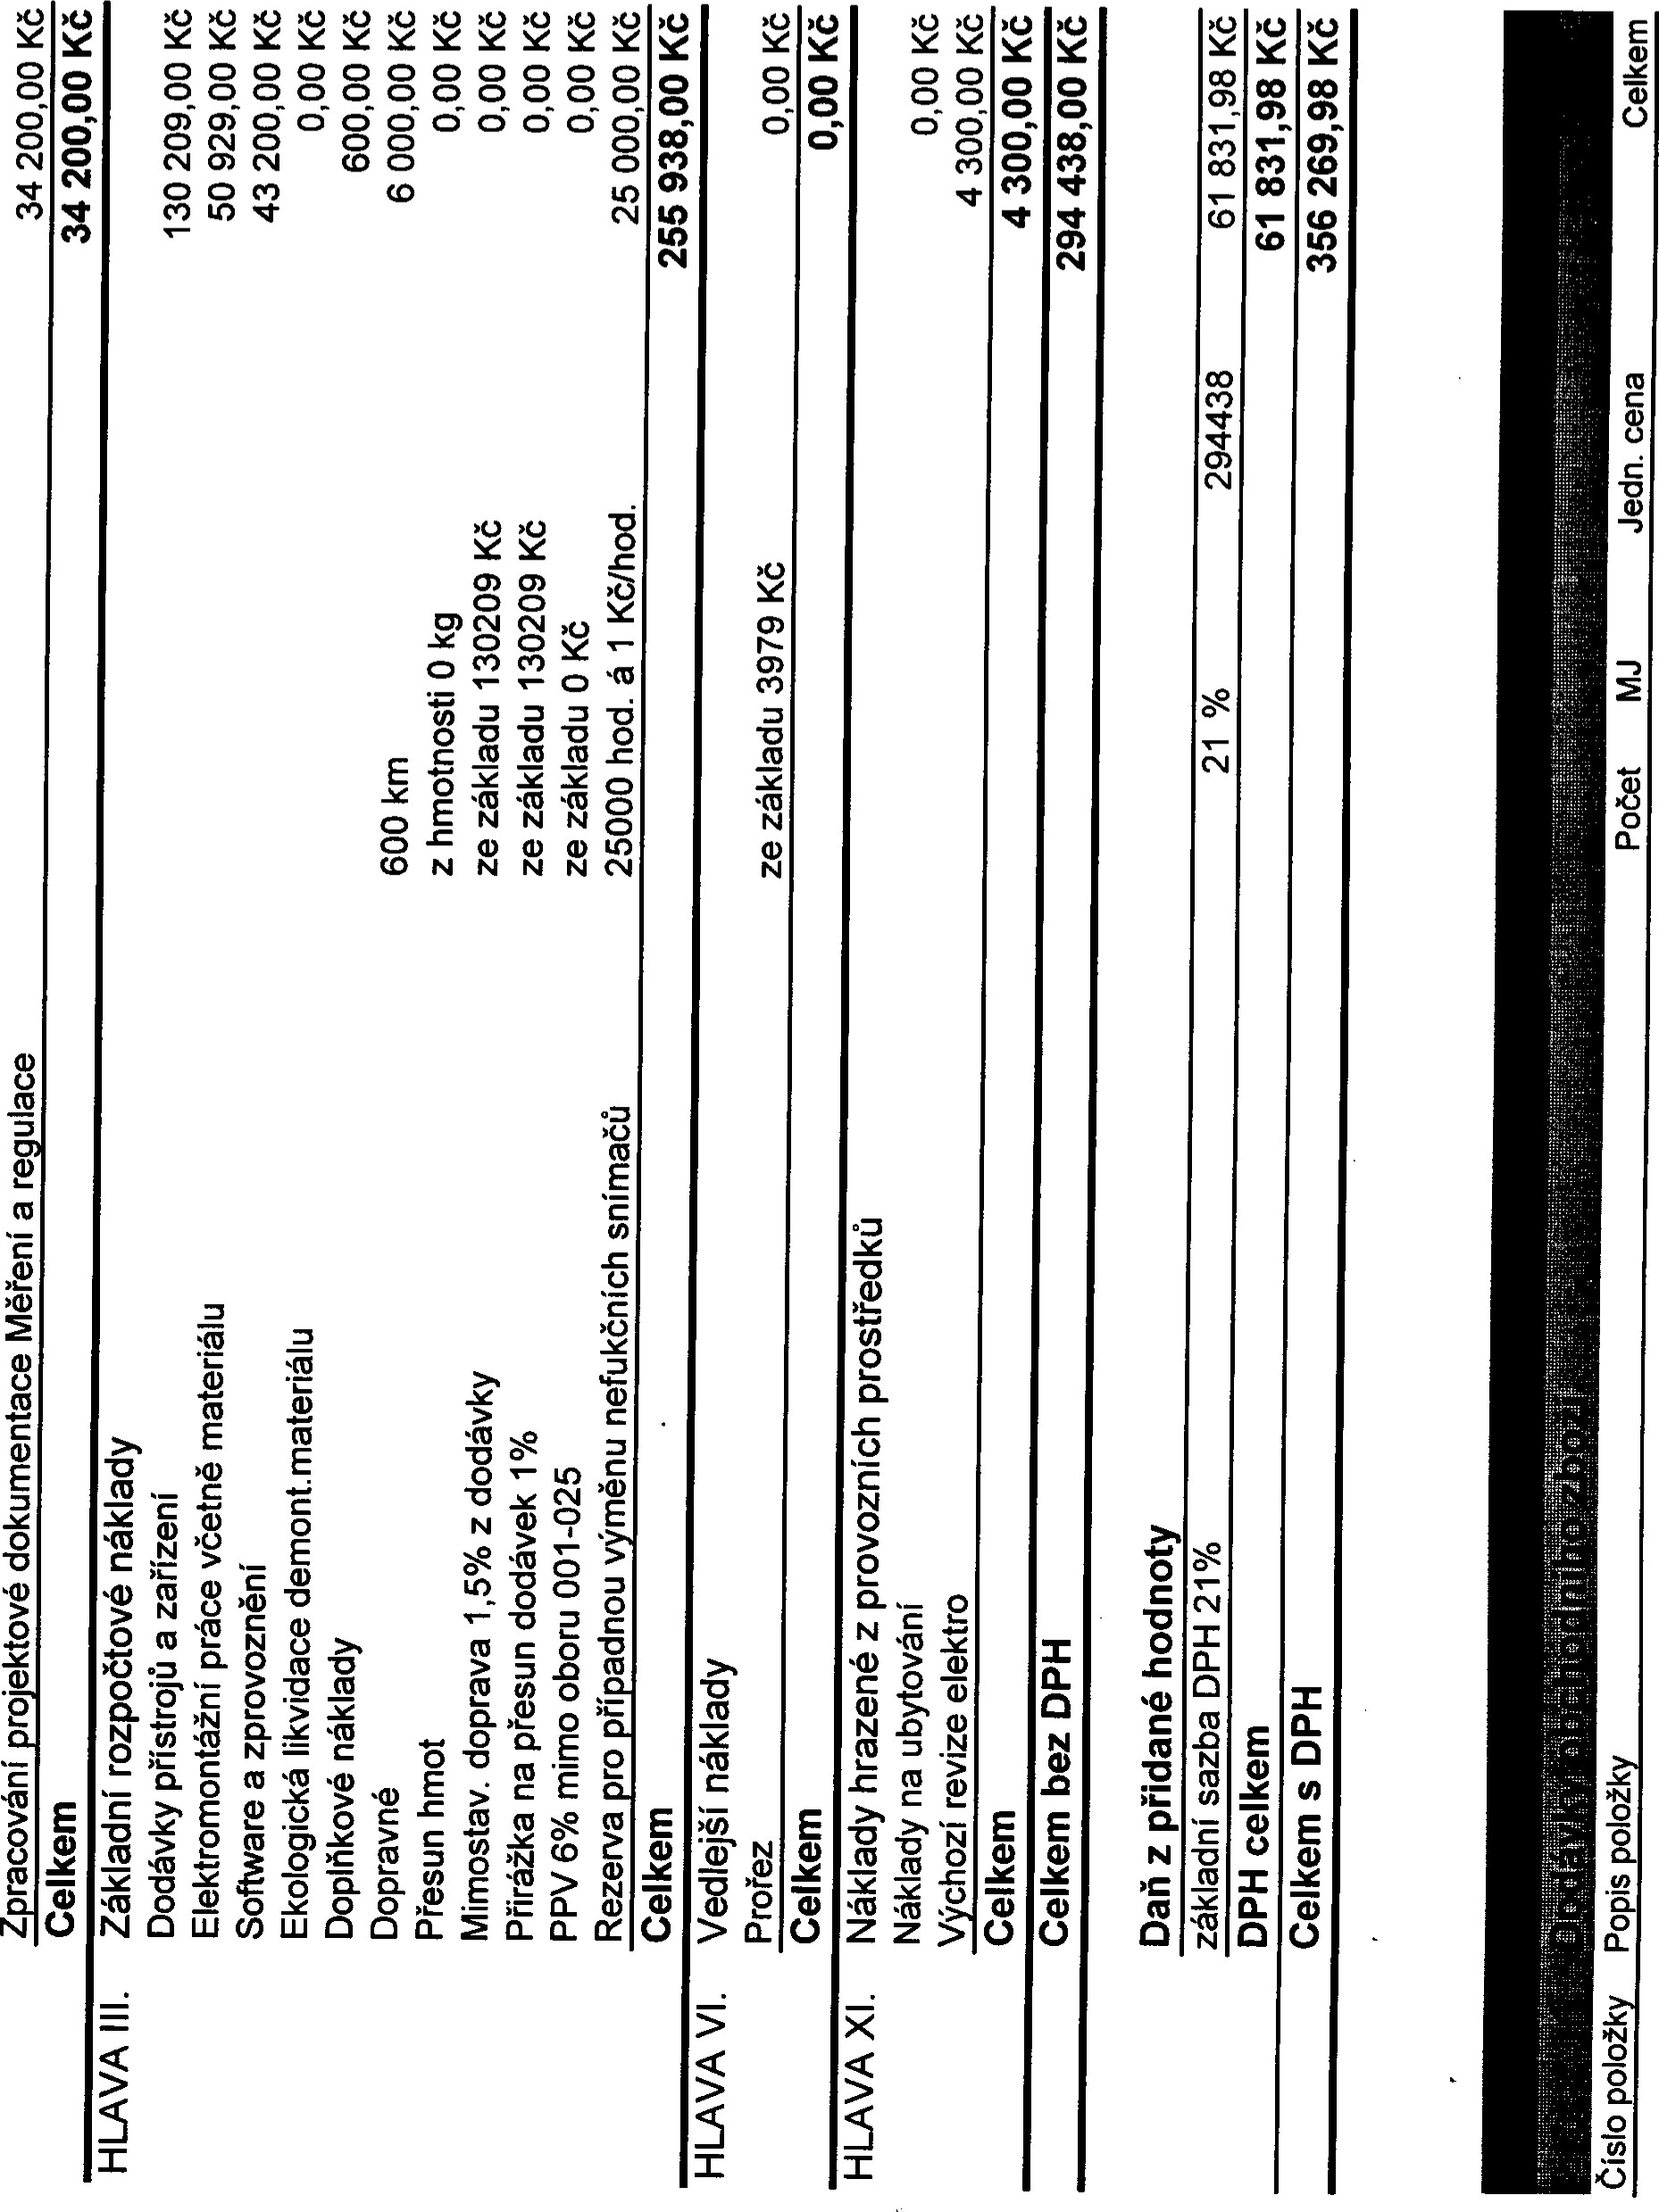 Zpracování projektové dokumentace Měření a regulace 34 200,00 Kč
Celkem 34 200,00 Kč
HLAVA III. Základní rozpočtové náklady
Dodávky přístrojů a zařízení 130 209,00 Kč
Elektromontážní práce včetně materiálu 50 929,00 Kč
Software a zprovoznění 43 200,00 Kč
Ekologická likvidace demont.materiálu 0,00 Kč
Doplňkové náklady 600,00 Kč
Dopravné 600 km 6 000,00 Kč
Přesun hmot z hmotnosti 0 kg 0,00 Kč
Mimostav. doprava 1,5% z dodávky ze základu 130209 Kč 0,00 Kč
Přirážka na přesun dodávek 1% ze základu 130209 Kč 0,00 Kč
PPV 6% mimo oboru 001-025 ze základu 0 Kč 0,00 Kč
Rezerva pro případnou výměnu nefukčních snímačů 25000 hod. á 1 Kč/hod. 25 000,00 Kč
Celkem 255 938,00 Kč
HLAVA VI. Vedlejší náklady
Prořez ze základu 3979 Kč 0,00 Kč
Celkem 0,00 Kč
HLAVA XI. Náklady hrazené z provozních prostředků
Náklady na ubytování 0,00 Kč
Výchozí revize elektro 4 300,00 Kč
Celkem 4 300,00 Kč
Celkem bez DPH 294 438,00 Kč
Daň z přidané hodnoty
základní sazba DPH 21% 21 % 294438 61 831,98 Kč
DPH celkem 61 831,98 Kč
Celkem s DPH 356 269,98 Kč
Dodávky obchodního zboží
Číslo položky Popis položky Počet MJ Jedn. cena Celkem